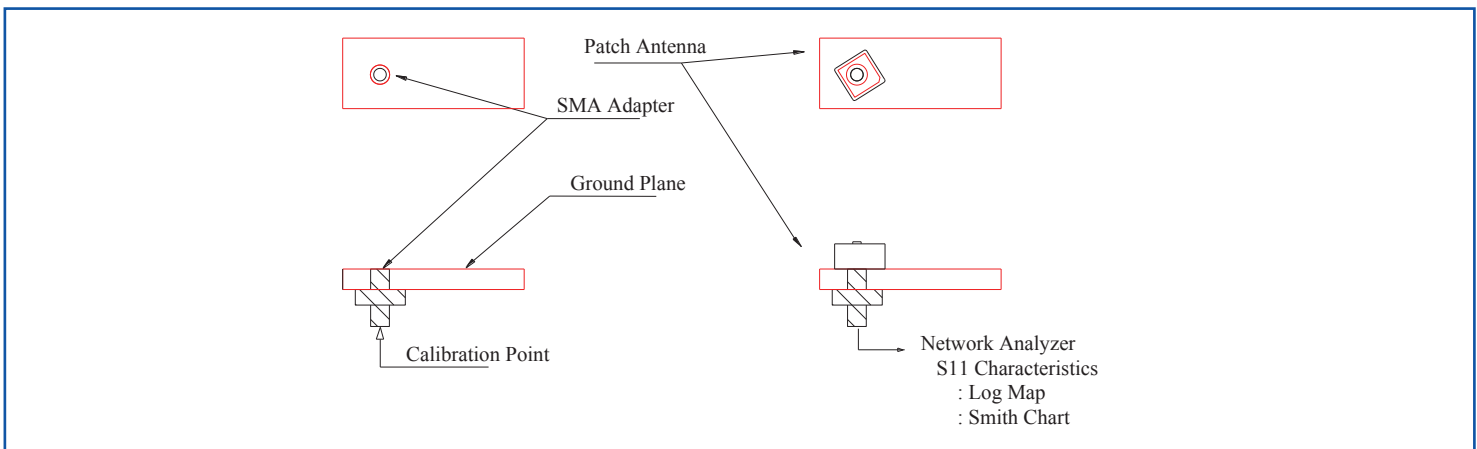 Patch Antenna
SMA Adapter
Ground Plane
Calibration Point
Network Analyzer
S11 Characteristics
: Log Map
: Smith Chart